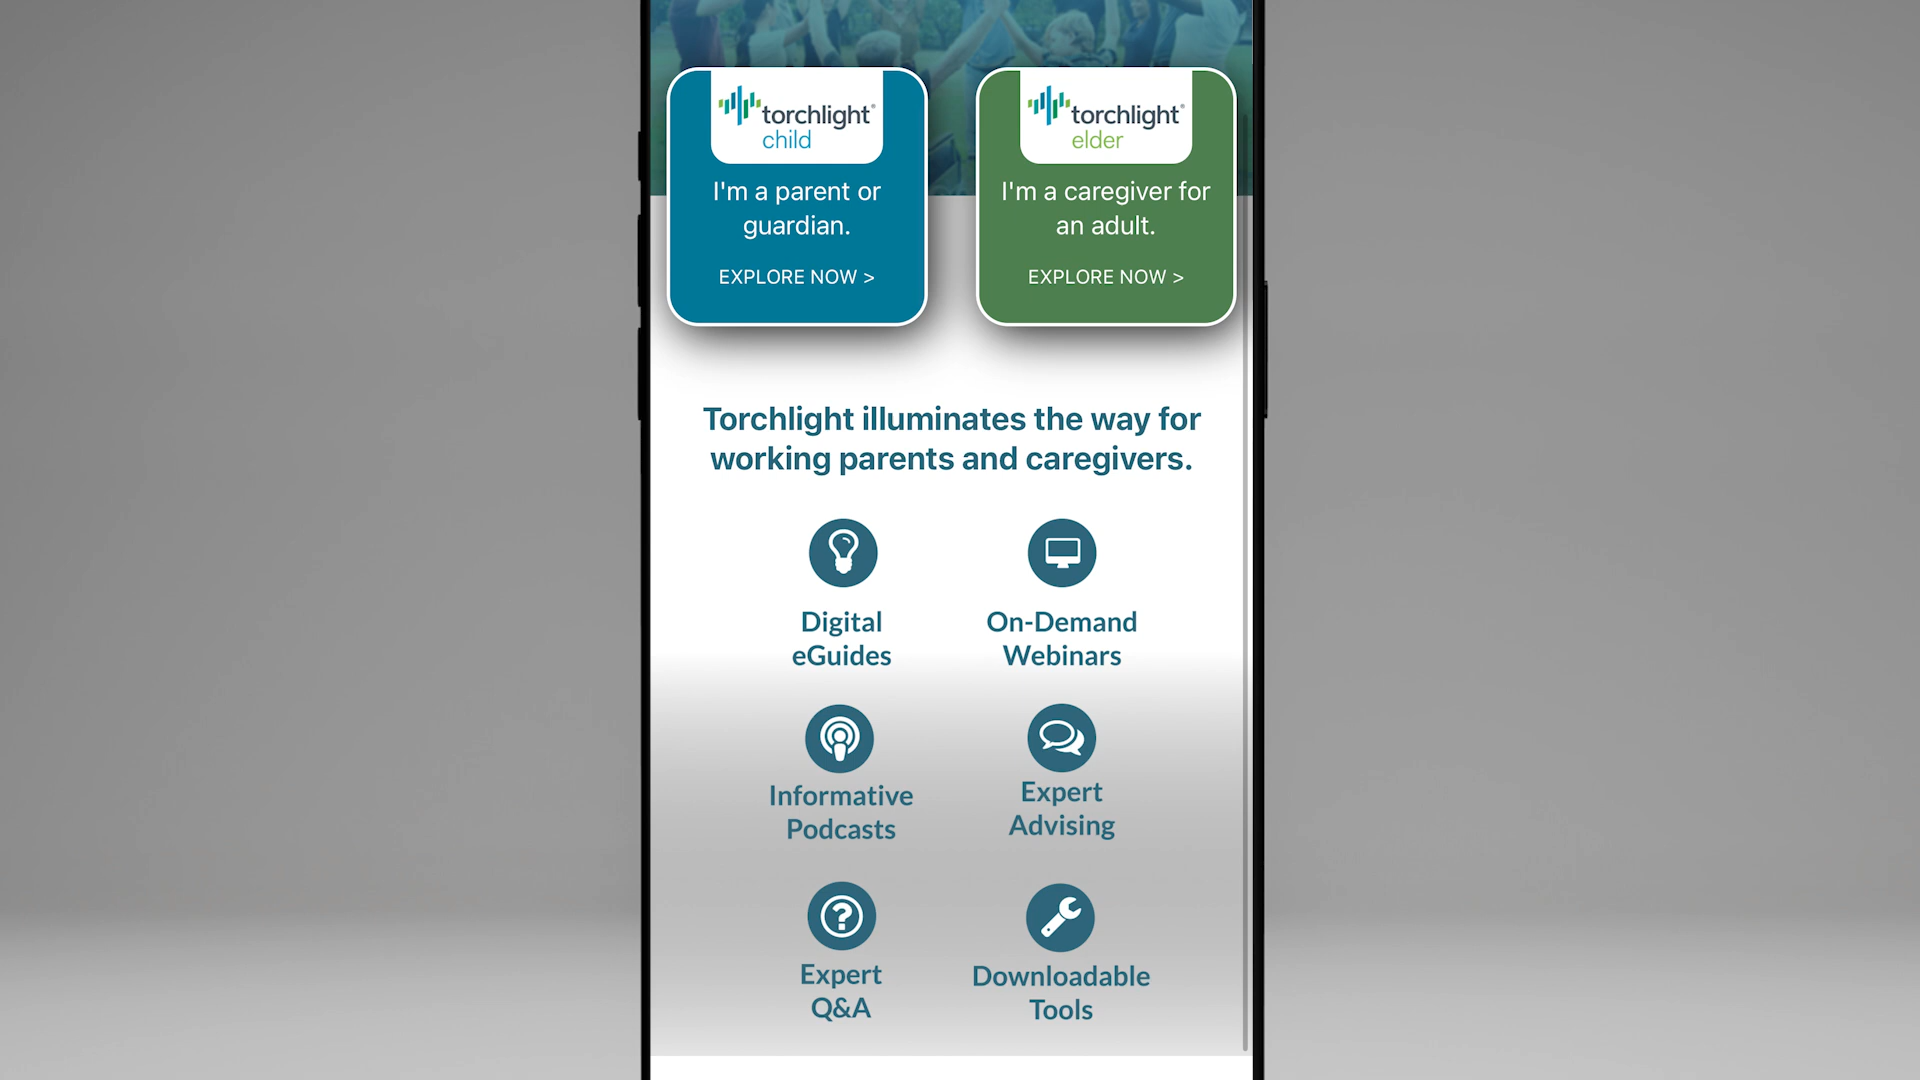 torchlight®
child
I'm a parent or
guardian.
EXPLORE NOW >
torchlight®
elder
I'm a caregiver for
an adult.
EXPLORE NOW >
Torchlight illuminates the way for
working parents and caregivers.
Digital
eGuides
On-Demand
Webinars
Informative
Podcasts
Expert
Advising
Expert
Q&A
Downloadable
Tools